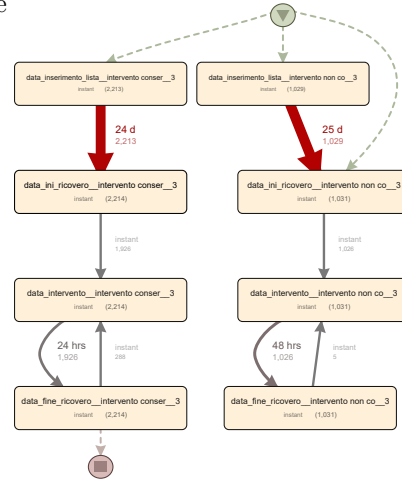 e
data_inserimento_lista__intervento conser__3
instant (2,213)
data_inserimento_lista__intervento non co__3
instant (1,029)
24 d
2,213
25 d
1,029
data_ini_ricovero__intervento conser__3
instant (2,214)
data_ini_ricovero__intervento non co__3
instant (1,031)
instant
1,926
instant
1,026
data_intervento__intervento conser__3
instant (2,214)
data_intervento__intervento non co__3
instant (1,031)
24 hrs
1,926
instant
288
48 hrs
1,026
instant
5
data_fine_ricovero__intervento conser__3
instant (2,214)
data_fine_ricovero__intervento non co__3
instant (1,031)